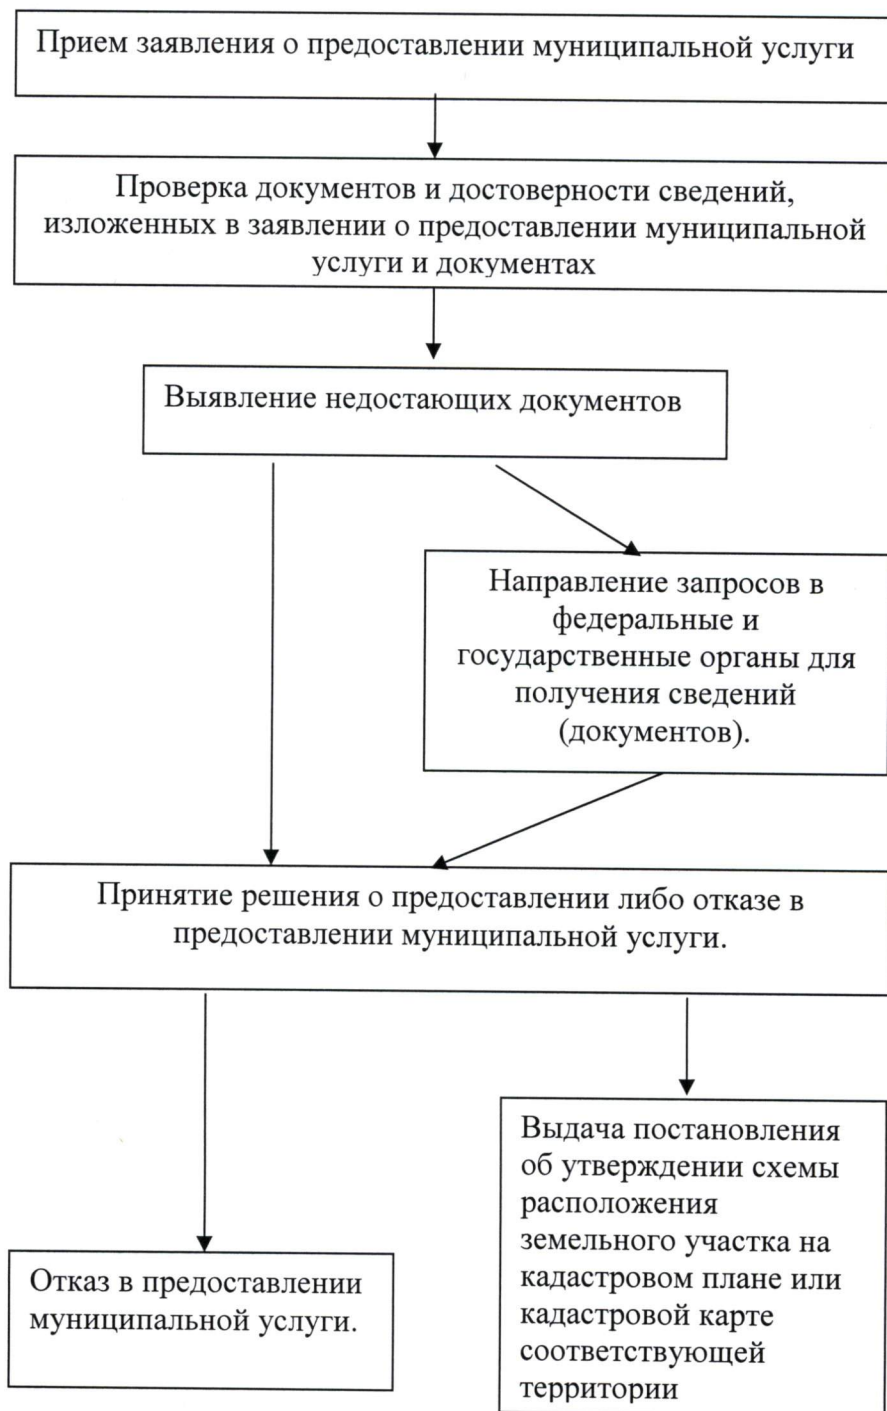 Прием заявления о предоставлении муниципальной услуги
Проверка документов и достоверности сведений,
изложенных в заявлении о предоставлении муниципальной
услуги и документах
Выявление недостающих документов
Направление запросов в
федеральные и
государственные органы для
получения сведений
(документов).
Принятие решения о предоставлении либо отказе в
предоставлении муниципальной услуги.
Отказ в предоставлении
муниципальной услуги.
Выдача постановления
об утверждении схемы
расположения
земельного участка на
кадастровом плане или
кадастровой карте
соответствующей
территории